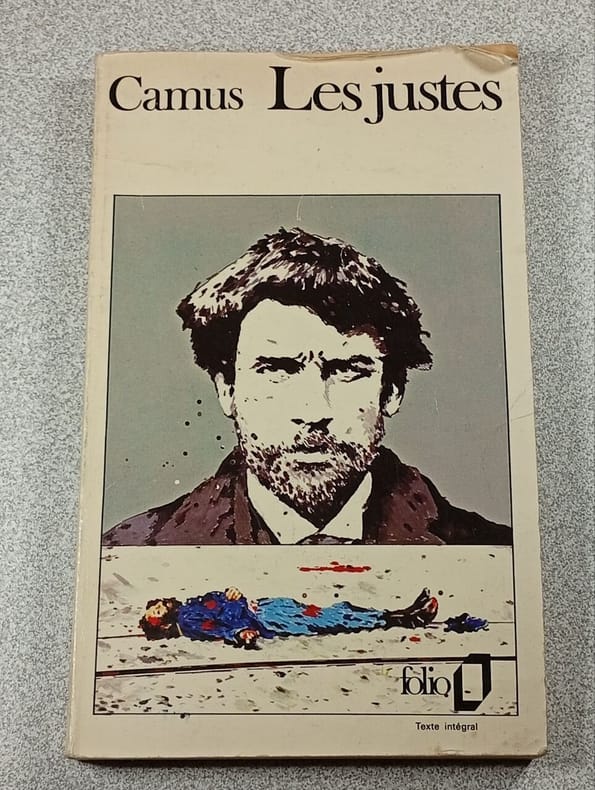 Camus Les justes
folio
Texte intégral